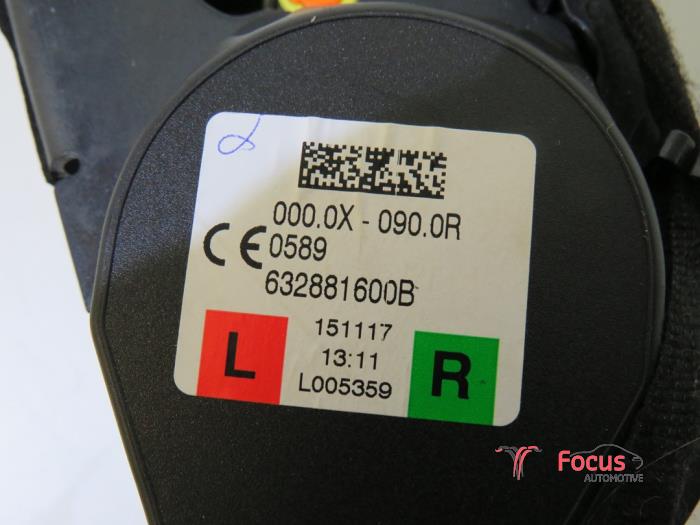 000.0X - 090.0R
CE 0589
632881600B
L
151117
13:11
L005359
R
Focus
AUTOMOTIVE